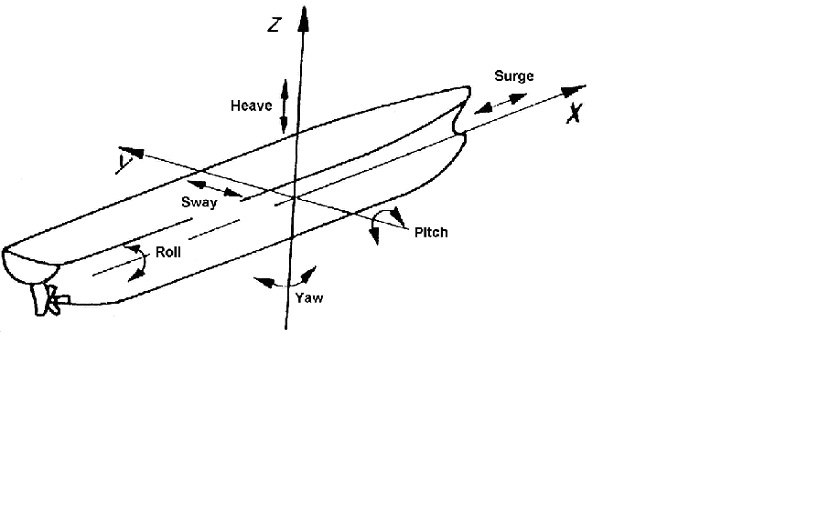 Z
Surge
Heave
X
y
Sway
Pitch
Roll
Yaw